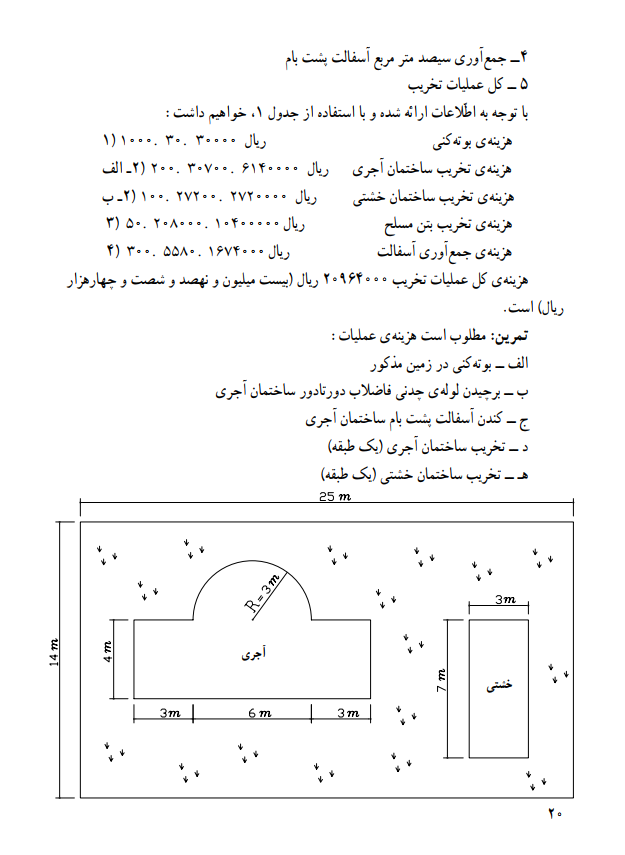 ۴ــ جمع‌آوری سیصد متر مربع آسفالت پشت بام
۵ ــ کل عملیات تخریب
با توجه به اطّلاعات ارائه شده و با استفاده از جدول ۱، خواهیم داشت :
هزینه‌ی بوته‌کنی ریال ۳۰۰۰۰ .۳۰ .۱۰۰۰ (۱
هزینه‌ی تخریب ساختمان آجری ریال ۶۱۴۰۰۰۰ .۳۰۷۰۰ .۲۰۰ (۲ـ الف
هزینه‌ی تخریب ساختمان خشتی ریال ۲۷۲۰۰۰۰ .۲۷۲۰۰ .۱۰۰ (۲ـ ب
هزینه‌ی تخریب بتن مسلح ریال ۱۰۴۰۰۰۰۰ .۲۰۸۰۰۰ .۵۰ (۳
هزینه‌ی جمع‌آوری آسفالت ریال ۱۶۷۴۰۰۰ .۵۵۸۰ .۳۰۰ (۴
هزینه‌ی کل عملیات تخریب ۲۰۹۶۴۰۰۰ ریال (بیست میلیون و نهصد و شصت و چهارهزار
ریال) است.
تمرین: مطلوب است هزینه‌ی عملیات :
الف ــ بوته‌کنی در زمین مذکور
ب ــ برچیدن لوله‌ی چدنی فاضلاب دورتادور ساختمان آجری
ج ــ کندن آسفالت پشت بام ساختمان آجری
د ــ تخریب ساختمان آجری (یک طبقه)
هـ ــ تخریب ساختمان خشتی (یک طبقه)
25 m
14 m
R=3m
3m
4 m
آجری
7 m
خشتی
3m
6 m
3m
۲۰